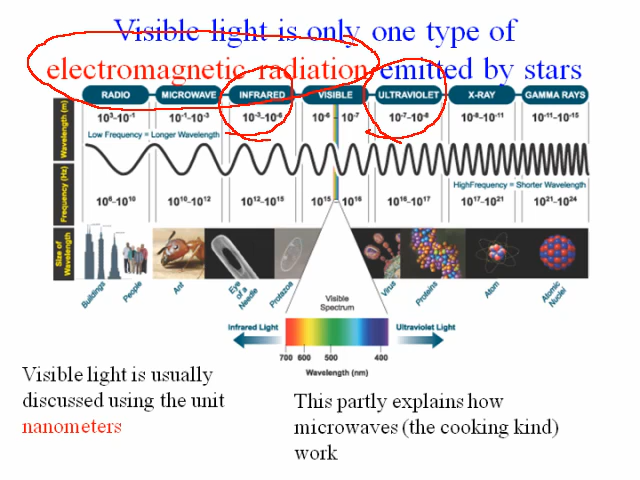 Visible light is only one type of
electromagnetic radiation emitted by stars
RADIO MICROWAVE INFRARED VISIBLE ULTRAVIOLET X-RAY GAMMA RAYS
Wavelength (m)
10³-10⁻¹ 10⁻¹-10⁻³ 10⁻³-10⁻⁶ 10⁻⁶ - 10⁻⁷ 10⁻⁷-10⁻⁸ 10⁻⁸-10⁻¹¹ 10⁻¹¹-10⁻¹⁵
Low Frequency = Longer Wavelength
HighFrequency = Shorter Wavelength
Frequency (Hz)
10⁶-10¹⁰ 10¹⁰-10¹² 10¹²-10¹⁵ 10¹⁵ - 10¹⁶ 10¹⁶-10¹⁷ 10¹⁷-10²¹ 10²¹-10²⁴
Size of
Wavelength
Buildings
People
Ant
Eye
of a
Needle
Protazoa
Virus
Proteins
Atom
Atomic
Nuclei
Visible
Spectrum
Infrared Light
Ultraviolet Light
700 600 500 400
Wavelength (nm)
Visible light is usually
discussed using the unit
nanometers
This partly explains how
microwaves (the cooking kind)
work